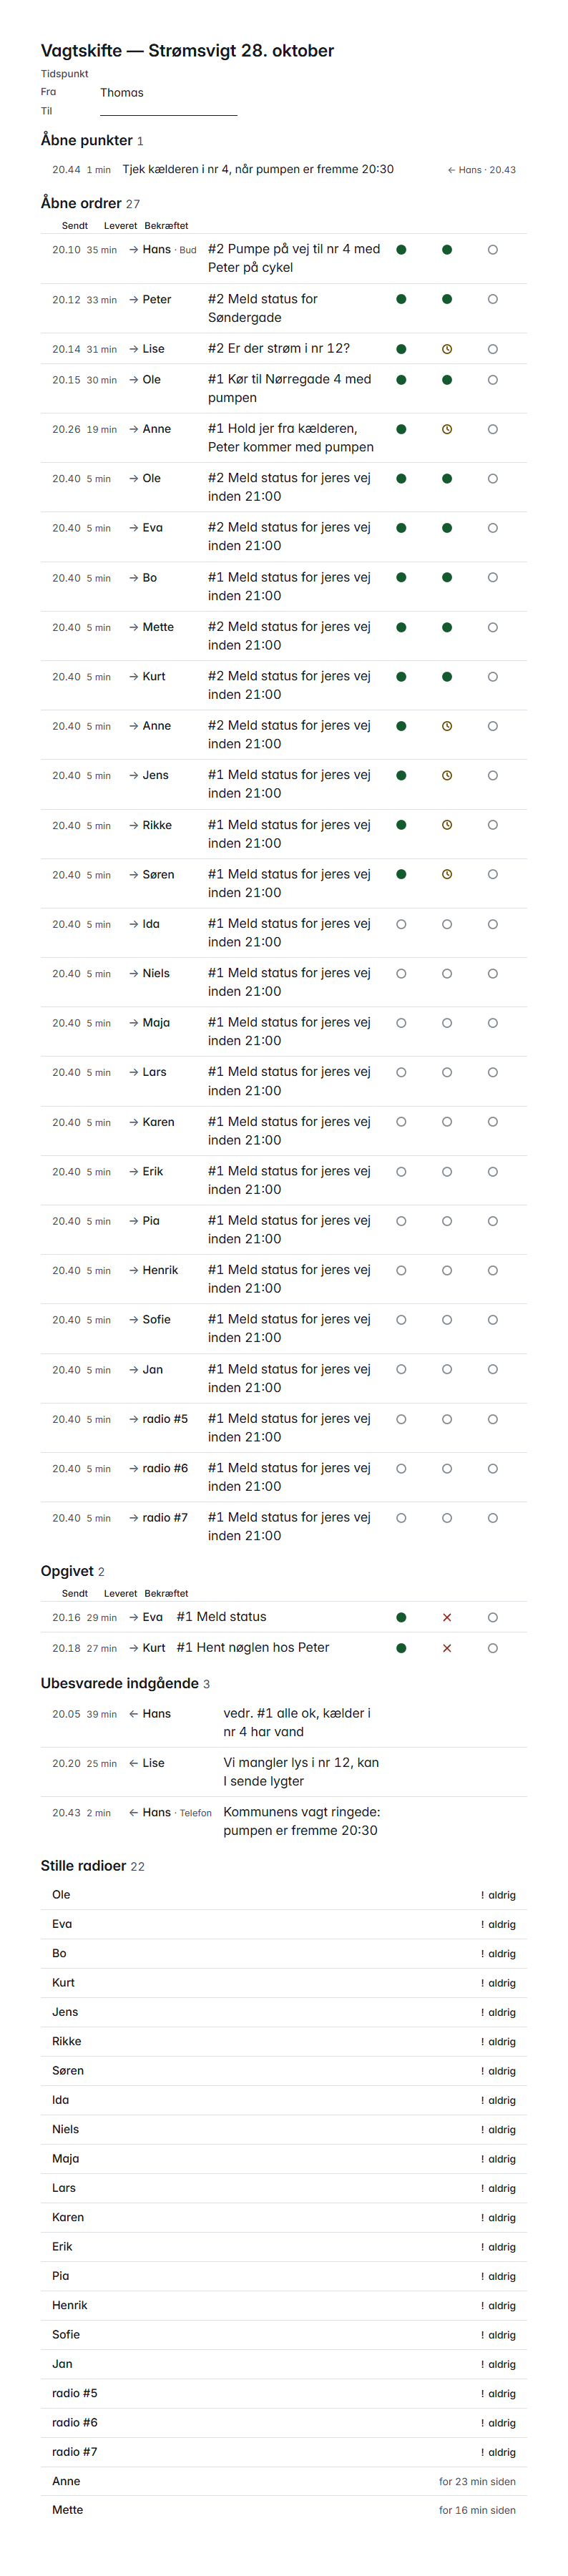 Vagtskifte — Strømsvigt 28. oktober
Tidspunkt
Fra Thomas
Til
Åbne punkter 1
20.44 1 min Tjek kælderen i nr 4, når pumpen er fremme 20:30 ← Hans · 20.43
Åbne ordrer 27
Sendt Leveret Bekræftet
20.10 35 min → Hans · Bud #2 Pumpe på vej til nr 4 med
Peter på cykel
20.12 33 min → Peter #2 Meld status for
Søndergade
20.14 31 min → Lise #2 Er der strøm i nr 12?
20.15 30 min → Ole #1 Kør til Nørregade 4 med
pumpen
20.26 19 min → Anne #1 Hold jer fra kælderen,
Peter kommer med pumpen
20.40 5 min → Ole #2 Meld status for jeres vej
inden 21:00
20.40 5 min → Eva #2 Meld status for jeres vej
inden 21:00
20.40 5 min → Bo #1 Meld status for jeres vej
inden 21:00
20.40 5 min → Mette #2 Meld status for jeres vej
inden 21:00
20.40 5 min → Kurt #2 Meld status for jeres vej
inden 21:00
20.40 5 min → Anne #2 Meld status for jeres vej
inden 21:00
20.40 5 min → Jens #1 Meld status for jeres vej
inden 21:00
20.40 5 min → Rikke #1 Meld status for jeres vej
inden 21:00
20.40 5 min → Søren #1 Meld status for jeres vej
inden 21:00
20.40 5 min → Ida #1 Meld status for jeres vej
inden 21:00
20.40 5 min → Niels #1 Meld status for jeres vej
inden 21:00
20.40 5 min → Maja #1 Meld status for jeres vej
inden 21:00
20.40 5 min → Lars #1 Meld status for jeres vej
inden 21:00
20.40 5 min → Karen #1 Meld status for jeres vej
inden 21:00
20.40 5 min → Erik #1 Meld status for jeres vej
inden 21:00
20.40 5 min → Pia #1 Meld status for jeres vej
inden 21:00
20.40 5 min → Henrik #1 Meld status for jeres vej
inden 21:00
20.40 5 min → Sofie #1 Meld status for jeres vej
inden 21:00
20.40 5 min → Jan #1 Meld status for jeres vej
inden 21:00
20.40 5 min → radio #5 #1 Meld status for jeres vej
inden 21:00
20.40 5 min → radio #6 #1 Meld status for jeres vej
inden 21:00
20.40 5 min → radio #7 #1 Meld status for jeres vej
inden 21:00
Opgivet 2
Sendt Leveret Bekræftet
20.16 29 min → Eva #1 Meld status
20.18 27 min → Kurt #1 Hent nøglen hos Peter
Ubesvarede indgående 3
20.05 39 min ← Hans vedr. #1 alle ok, kælder i
nr 4 har vand
20.20 25 min ← Lise Vi mangler lys i nr 12, kan
I sende lygter
20.43 2 min ← Hans · Telefon Kommunens vagt ringede:
pumpen er fremme 20:30
Stille radioer 22
Ole ! aldrig
Eva ! aldrig
Bo ! aldrig
Kurt ! aldrig
Jens ! aldrig
Rikke ! aldrig
Søren ! aldrig
Ida ! aldrig
Niels ! aldrig
Maja ! aldrig
Lars ! aldrig
Karen ! aldrig
Erik ! aldrig
Pia ! aldrig
Henrik ! aldrig
Sofie ! aldrig
Jan ! aldrig
radio #5 ! aldrig
radio #6 ! aldrig
radio #7 ! aldrig
Anne for 23 min siden
Mette for 16 min siden